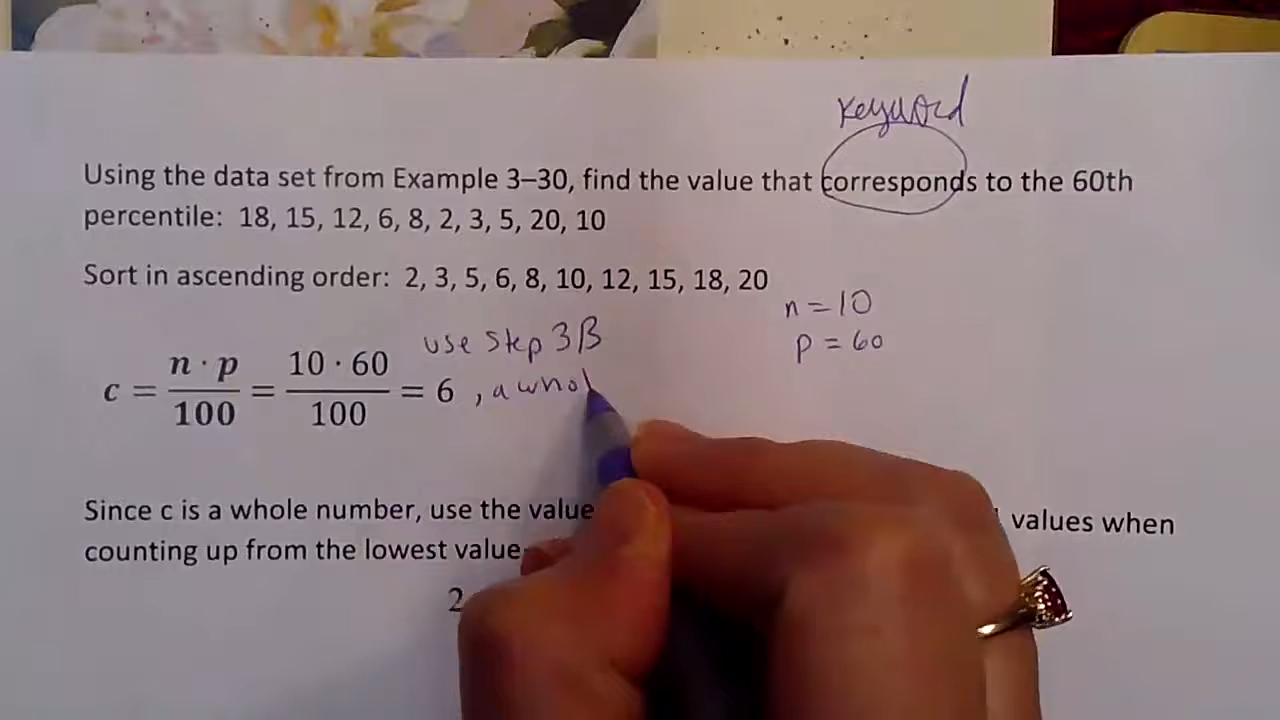 keyword
Using the data set from Example 3–30, find the value that corresponds to the 60th
percentile: 18, 15, 12, 6, 8, 2, 3, 5, 20, 10
Sort in ascending order: 2, 3, 5, 6, 8, 10, 12, 15, 18, 20
n = 10
use step 3B
p = 60
c = n · p / 100 = 10 · 60 / 100 = 6 , a whol
Since c is a whole number, use the value values when
counting up from the lowest value
2